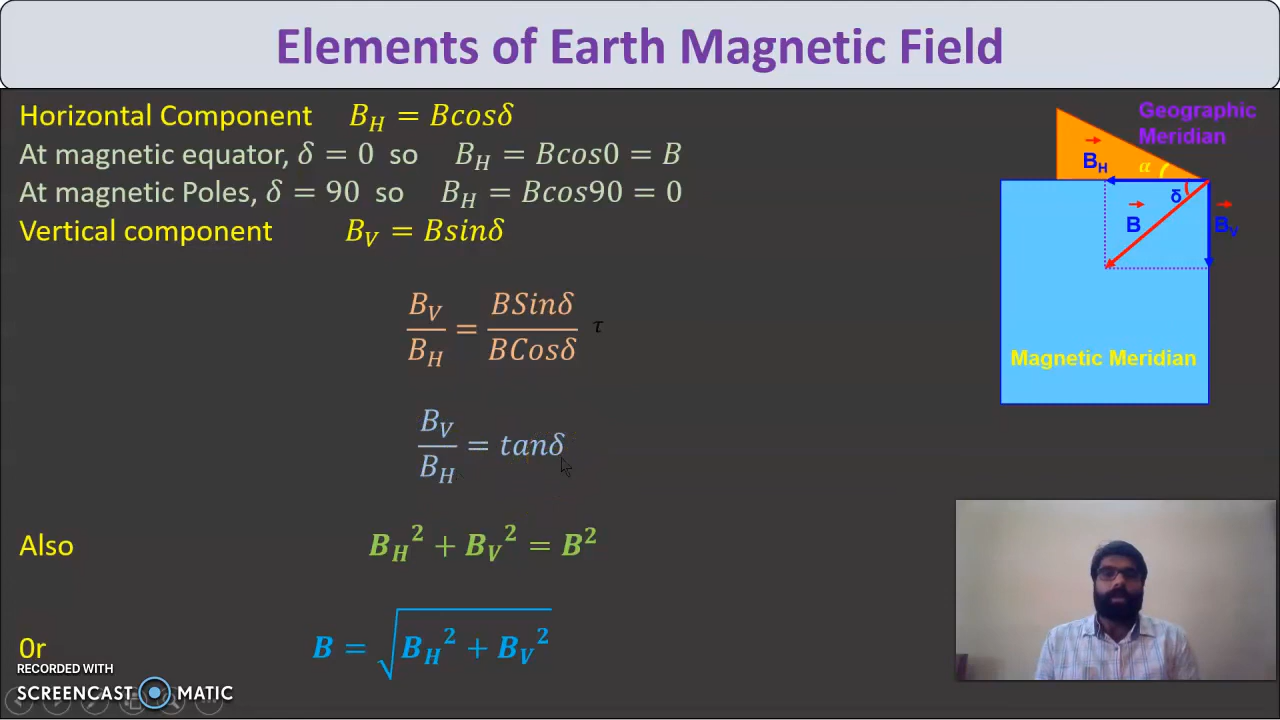 Elements of Earth Magnetic Field
Horizontal Component B_H = Bcosδ
At magnetic equator, δ = 0 so B_H = Bcos0 = B
At magnetic Poles, δ = 90 so B_H = Bcos90 = 0
Vertical component B_V = Bsinδ
B_V/B_H = BSinδ/BCosδ τ
B_V/B_H = tanδ
Also B_H² + B_V² = B²
0r B = √(B_H² + B_V²)
Geographic
Meridian
B_H α
δ
B B_V
Magnetic Meridian
RECORDED WITH
SCREENCAST MATIC